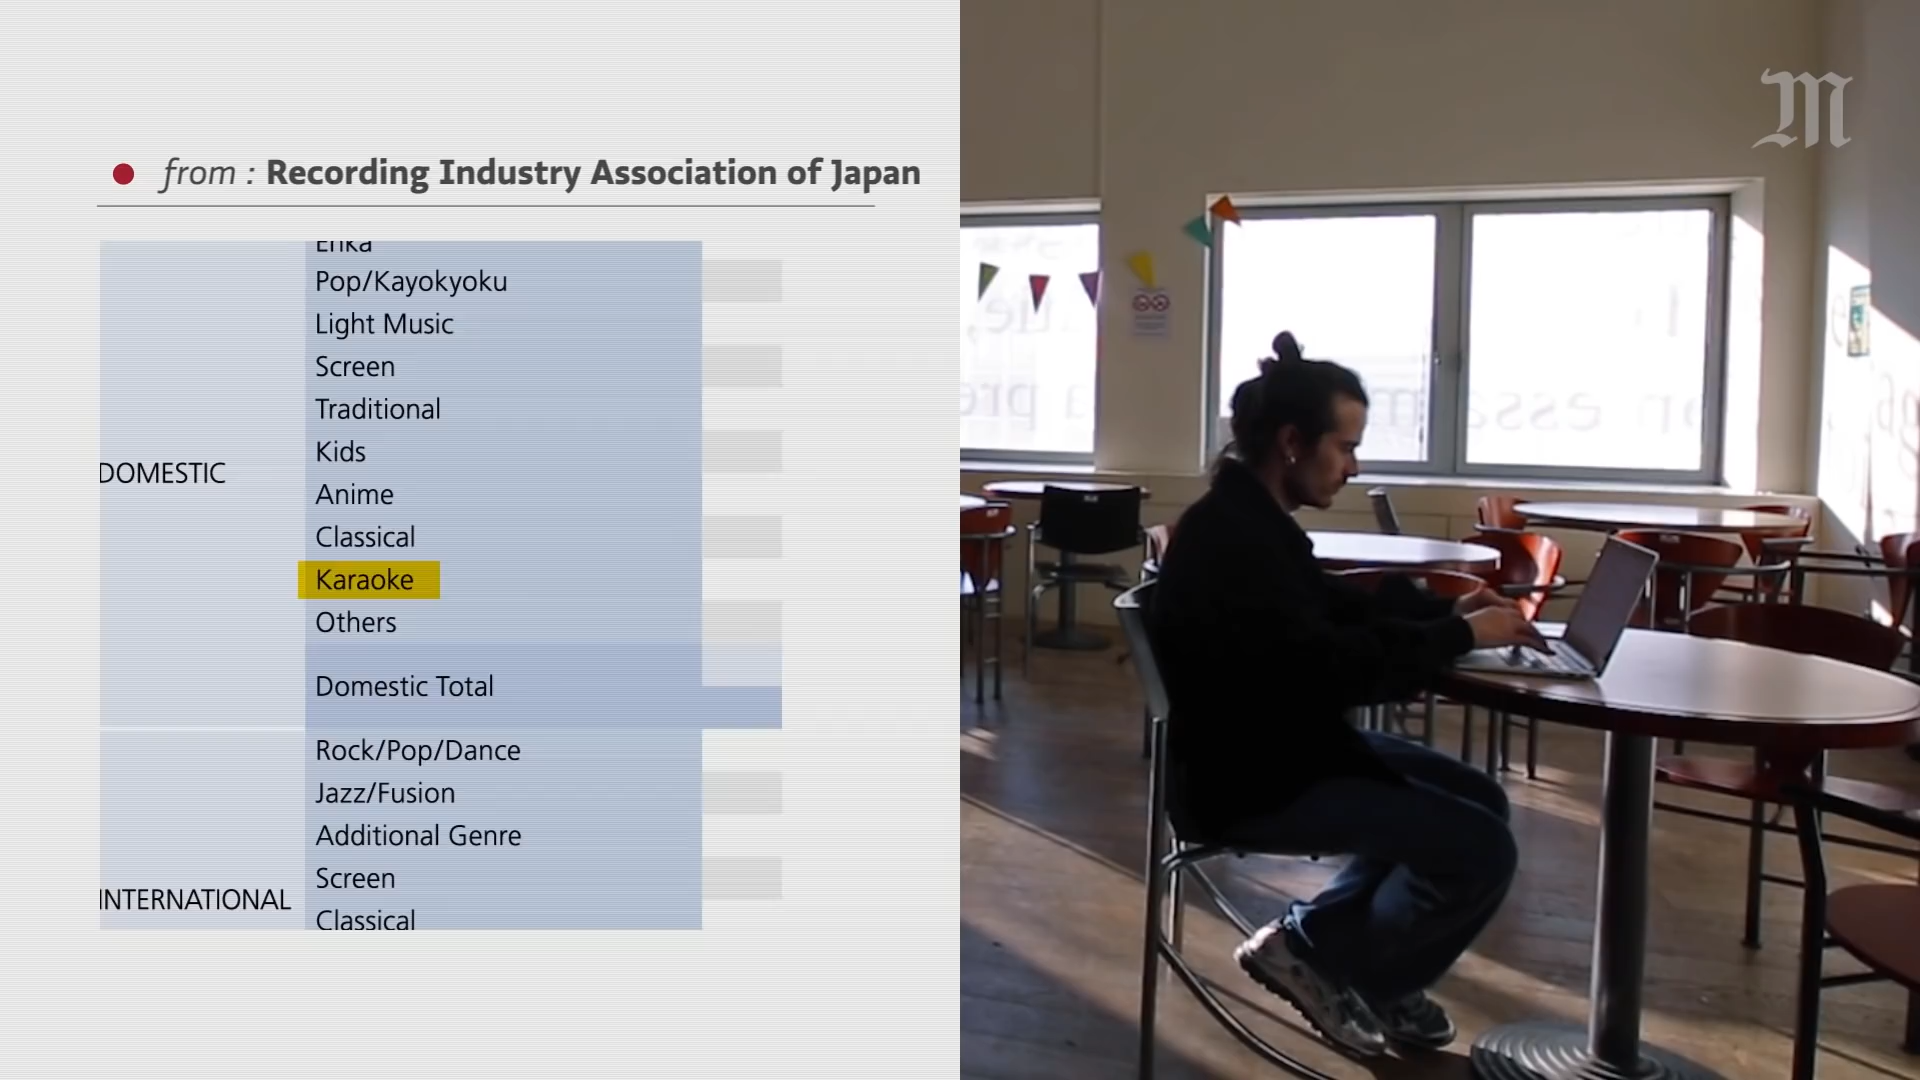 from : Recording Industry Association of Japan
Enka
Pop/Kayokyoku
Light Music
Screen
Traditional
Kids
DOMESTIC
Anime
Classical
Karaoke
Others
Domestic Total
Rock/Pop/Dance
Jazz/Fusion
Additional Genre
Screen
INTERNATIONAL
Classical
M